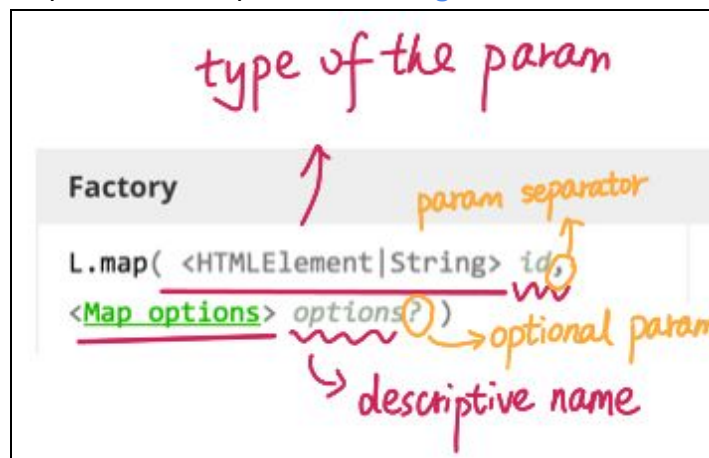 type of the param
Factory
param separator
L.map( <HTMLElement|String> id,
<Map options> options? )
optional param
descriptive name